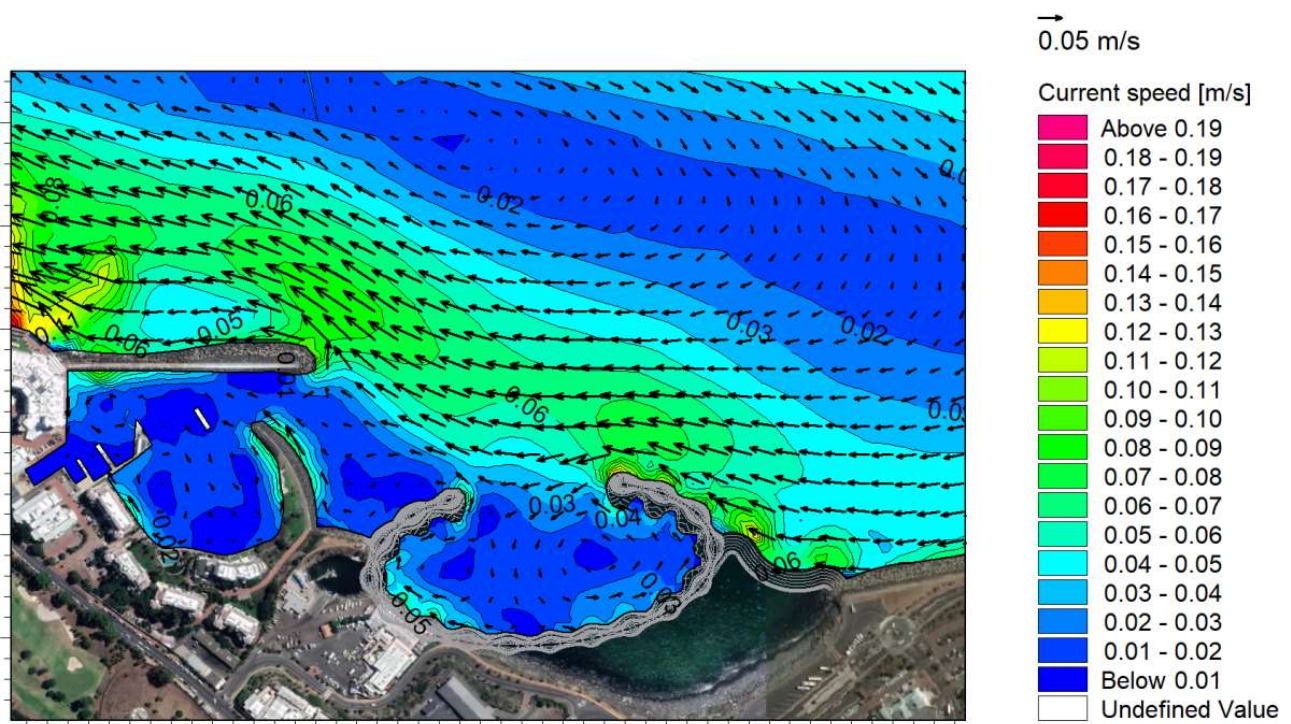 0.05 m/s
Current speed [m/s]
Above 0.19
0.18 - 0.19
0.17 - 0.18
0.16 - 0.17
0.15 - 0.16
0.14 - 0.15
0.13 - 0.14
0.12 - 0.13
0.11 - 0.12
0.10 - 0.11
0.09 - 0.10
0.08 - 0.09
0.07 - 0.08
0.06 - 0.07
0.05 - 0.06
0.04 - 0.05
0.03 - 0.04
0.02 - 0.03
0.01 - 0.02
Below 0.01
Undefined Value
0.08
0.06
0.02
0.03
0.02
0.05
0.06
0.01
0.06
0.03
0.04
0.02
0.05